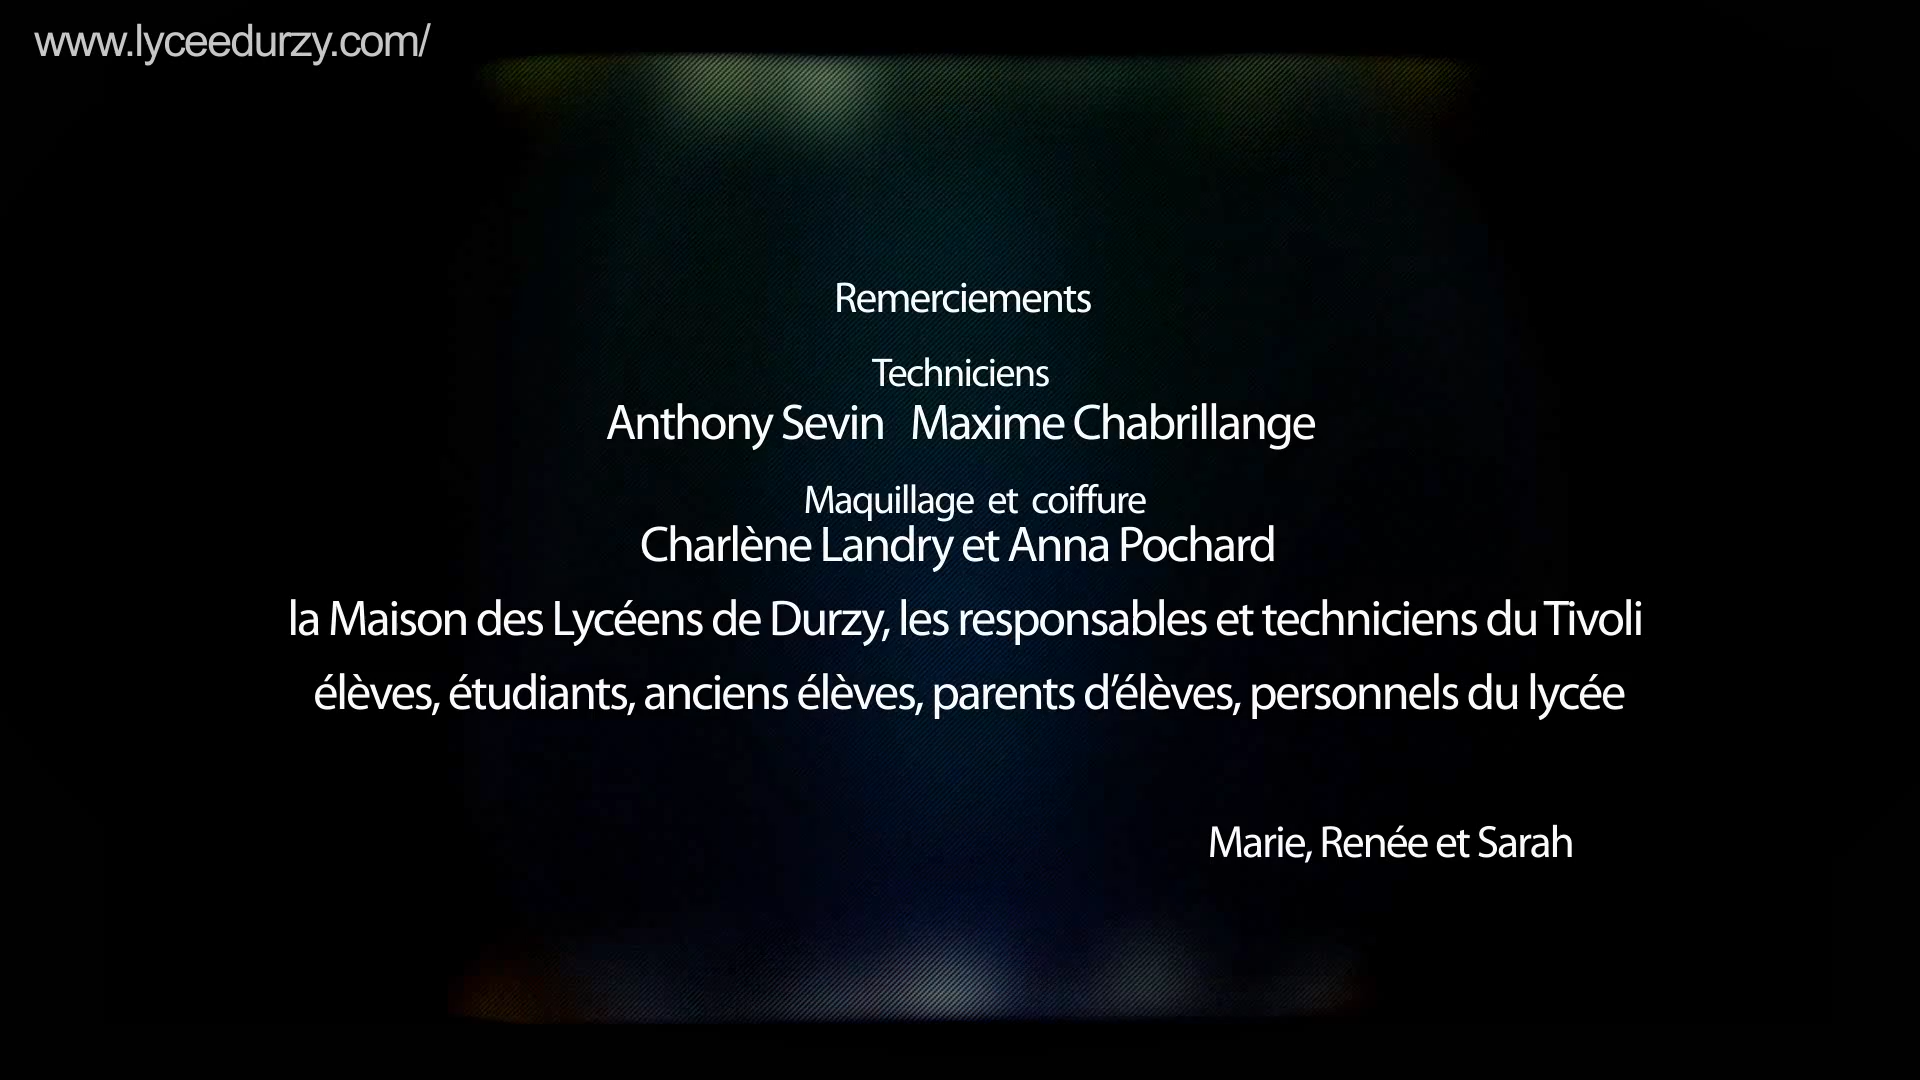 www.lyceedurzy.com/
Remerciements
Techniciens
Anthony Sevin Maxime Chabrillange
Maquillage et coiffure
Charlène Landry et Anna Pochard
la Maison des Lycéens de Durzy, les responsables et techniciens du Tivoli
élèves, étudiants, anciens élèves, parents d’élèves, personnels du lycée
Marie, Renée et Sarah